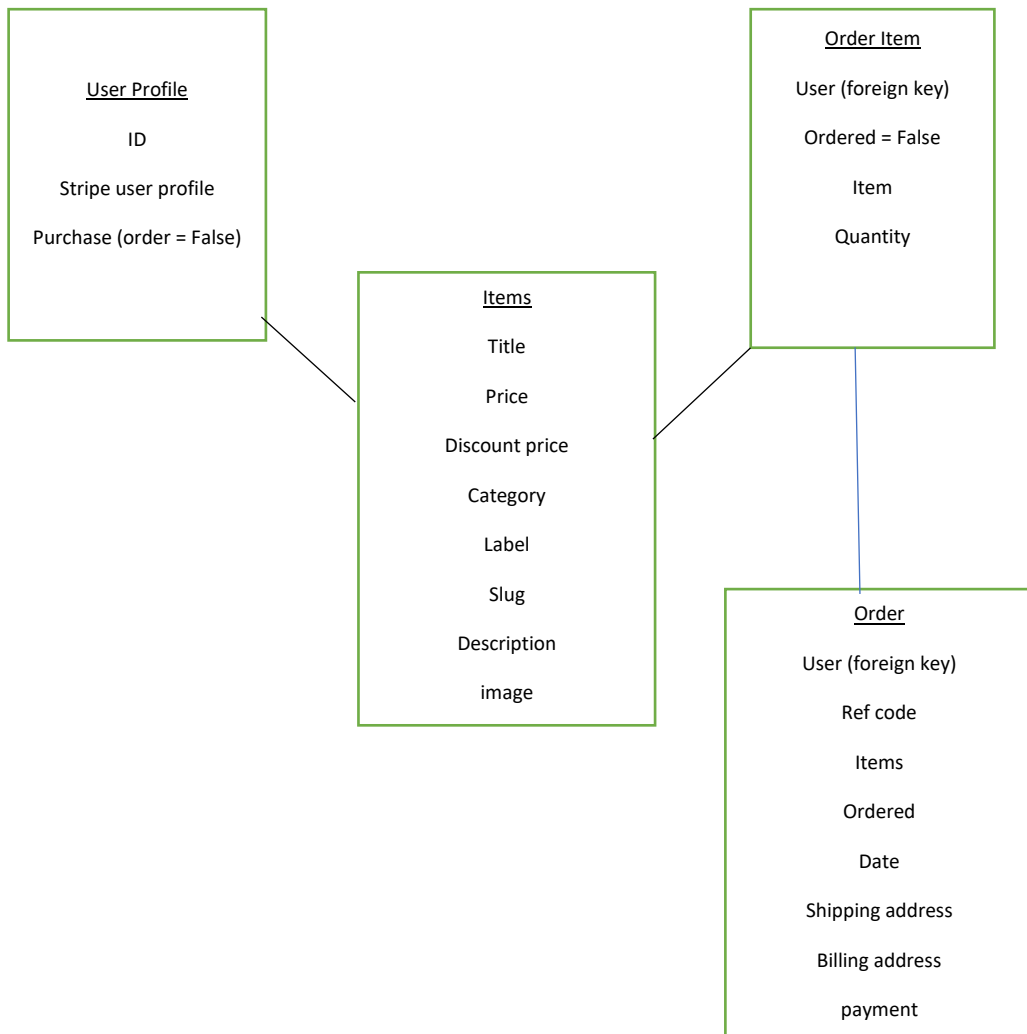 User Profile
ID
Stripe user profile
Purchase (order = False)
Order Item
User (foreign key)
Ordered = False
Item
Quantity
Items
Title
Price
Discount price
Category
Label
Slug
Description
image
Order
User (foreign key)
Ref code
Items
Ordered
Date
Shipping address
Billing address
payment